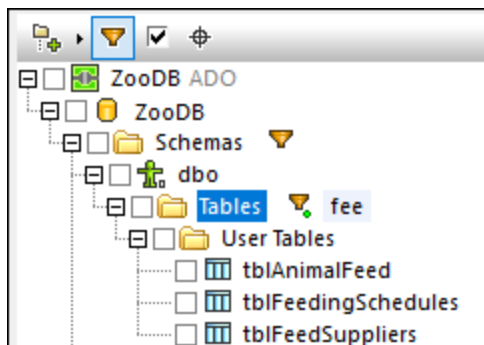 ZooDB ADO
ZooDB
Schemas
dbo
Tables fee
User Tables
tblAnimalFeed
tblFeedingSchedules
tblFeedSuppliers